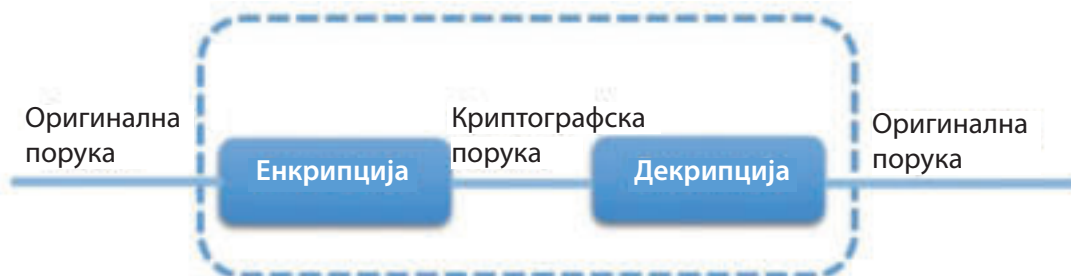 Оригинална
порука
Енкрипција
Криптографска
порука
Декрипција
Оригинална
порука